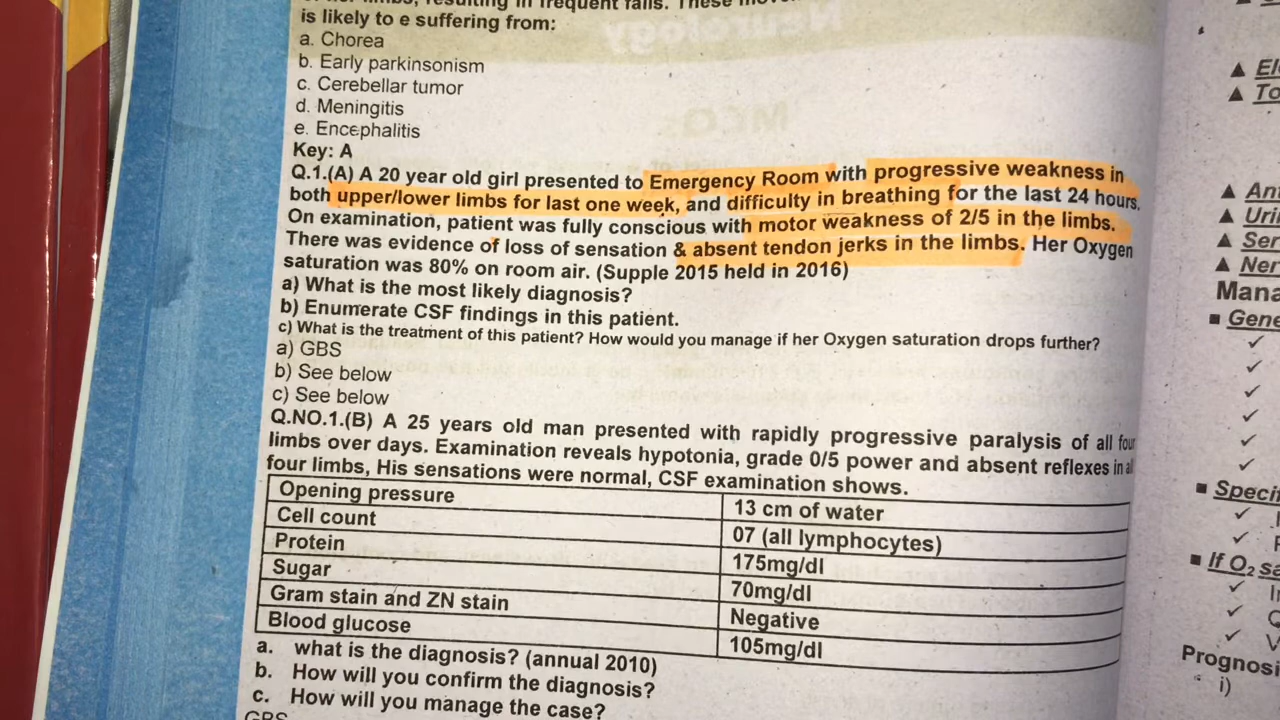 is likely to e suffering from:
a. Chorea
b. Early parkinsonism
c. Cerebellar tumor
d. Meningitis
e. Encephalitis
Key: A
Q.1.(A) A 20 year old girl presented to Emergency Room with progressive weakness in
both upper/lower limbs for last one week, and difficulty in breathing for the last 24 hours.
On examination, patient was fully conscious with motor weakness of 2/5 in the limbs.
There was evidence of loss of sensation & absent tendon jerks in the limbs. Her Oxygen
saturation was 80% on room air. (Supple 2015 held in 2016)
a) What is the most likely diagnosis?
b) Enumerate CSF findings in this patient.
c) What is the treatment of this patient? How would you manage if her Oxygen saturation drops further?
a) GBS
b) See below
c) See below
Q.NO.1.(B) A 25 years old man presented with rapidly progressive paralysis of all four
limbs over days. Examination reveals hypotonia, grade 0/5 power and absent reflexes in
four limbs, His sensations were normal, CSF examination shows.
Opening pressure 13 cm of water
Cell count 07 (all lymphocytes)
Protein 175mg/dl
Sugar 70mg/dl
Gram stain and ZN stain Negative
Blood glucose 105mg/dl
a. what is the diagnosis? (annual 2010)
b. How will you confirm the diagnosis?
c. How will you manage the case?
GBS
▲ El
▲ To
▲ An
▲ Uri
▲ Ser
▲ Ner
Mana
■ Gene
■ Speci
■ If O2 sa
Prognosi
i)